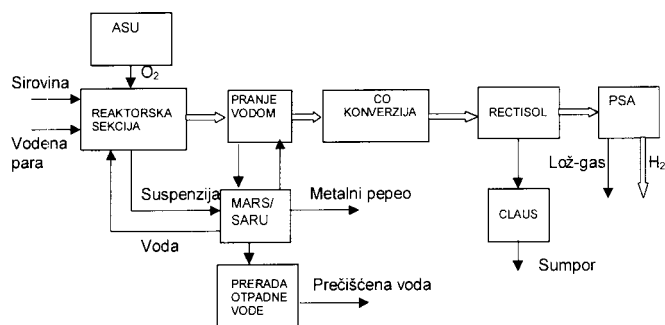 ASU
O₂
Sirovina
REAKTORSKA
SEKCIJA
Vodena
para
PRANJE
VODOM
CO
KONVERZIJA
RECTISOL
PSA
Lož-gas
H₂
Suspenzija
Voda
MARS/
SARU
Metalni pepeo
CLAUS
Sumpor
PRERADA
OTPADNE
VODE
Prečišćena voda